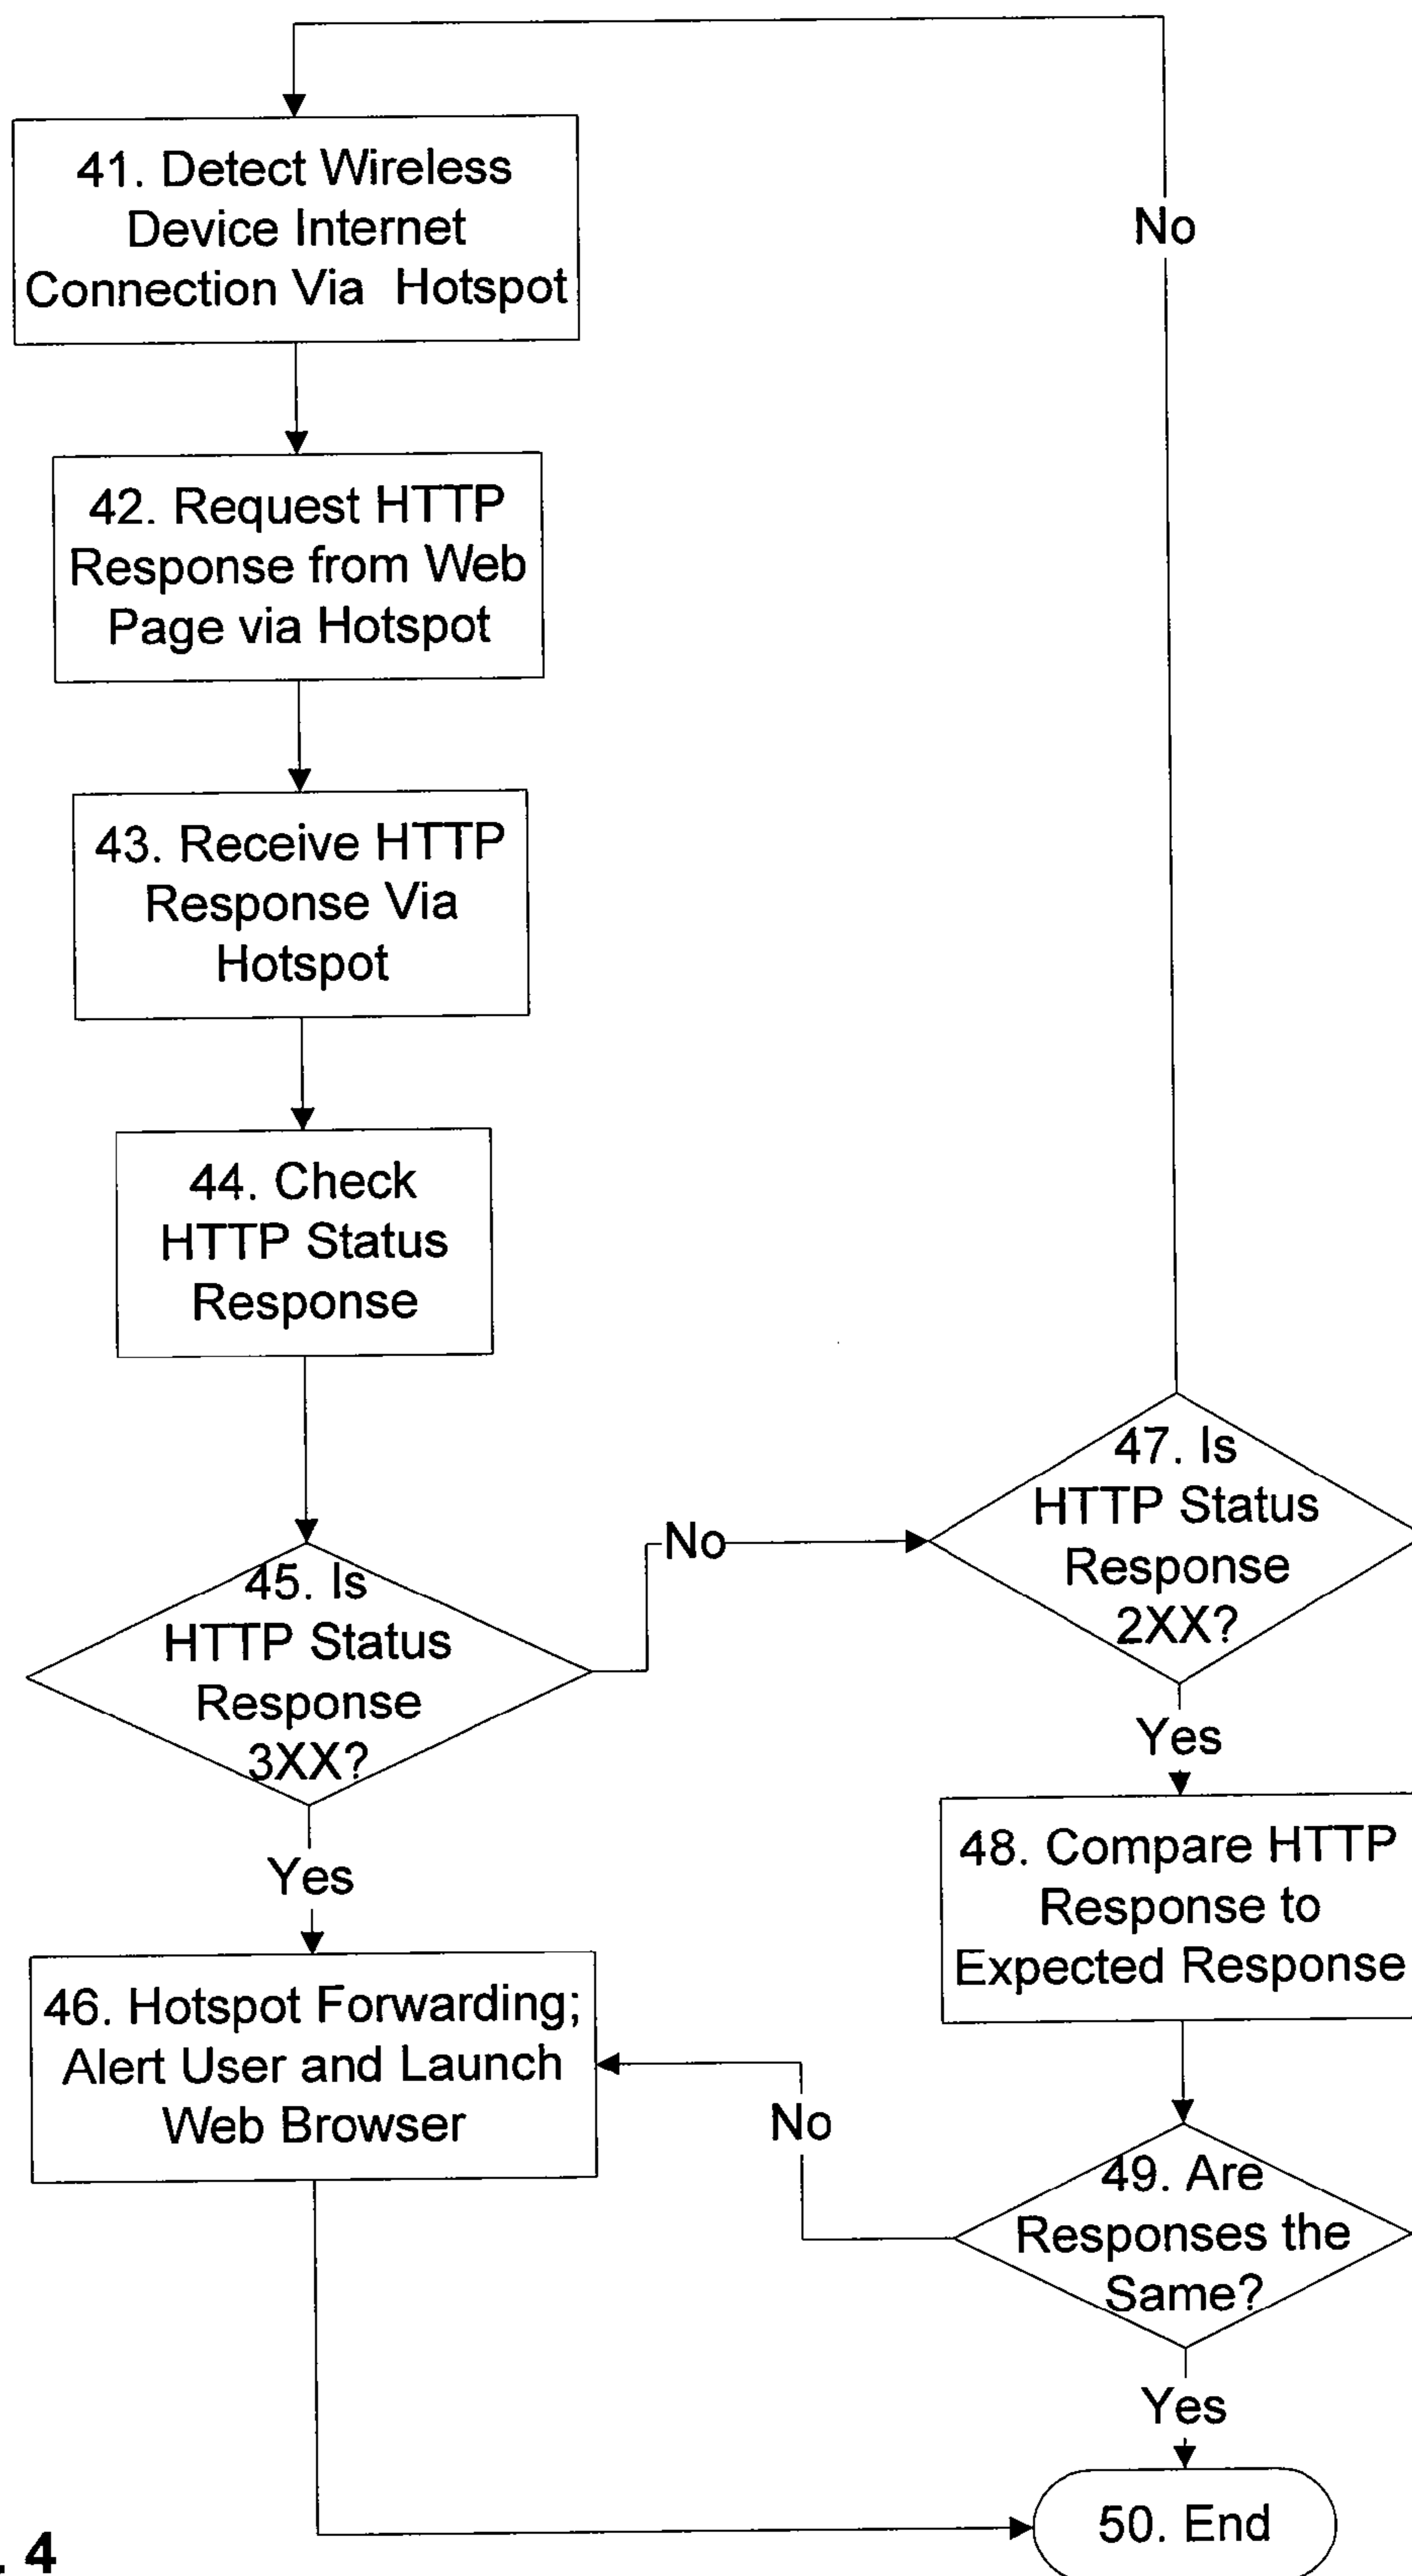 41. Detect Wireless
Device Internet
Connection Via Hotspot
No
42. Request HTTP
Response from Web
Page via Hotspot
43. Receive HTTP
Response Via
Hotspot
44. Check
HTTP Status
Response
45. Is
HTTP Status
Response
3XX?
No
47. Is
HTTP Status
Response
2XX?
Yes
Yes
46. Hotspot Forwarding;
Alert User and Launch
Web Browser
48. Compare HTTP
Response to
Expected Response
No
49. Are
Responses the
Same?
Yes
50. End
. 4